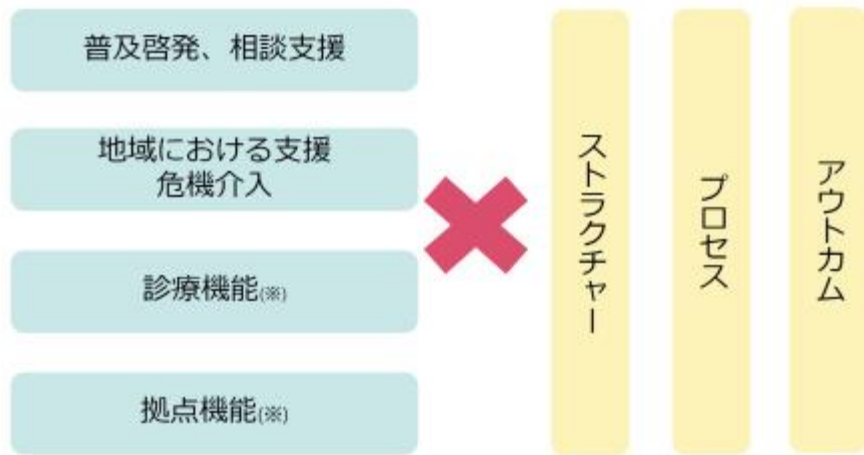 普及啓発、相談支援
地域における支援
危機介入
診療機能(※)
拠点機能(※)
ストラクチャー
プロセス
アウトカム